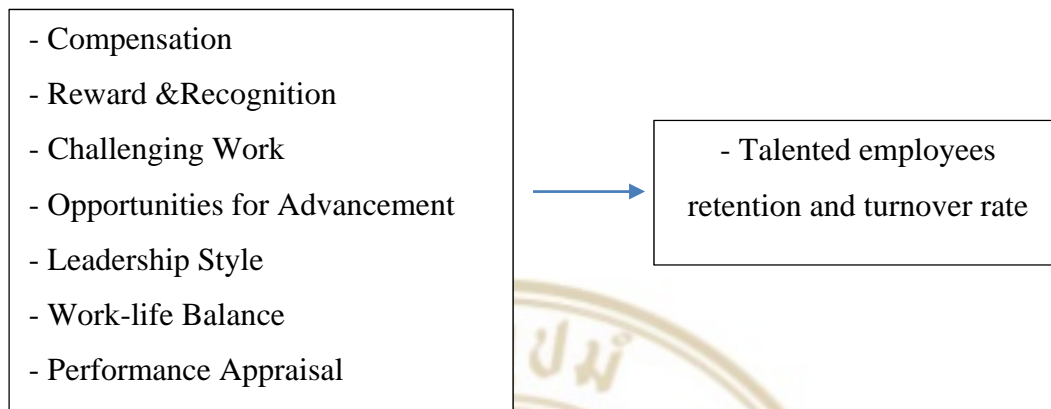 - Compensation
- Reward &Recognition
- Challenging Work
- Opportunities for Advancement
- Leadership Style
- Work-life Balance
- Performance Appraisal
- Talented employees
retention and turnover rate